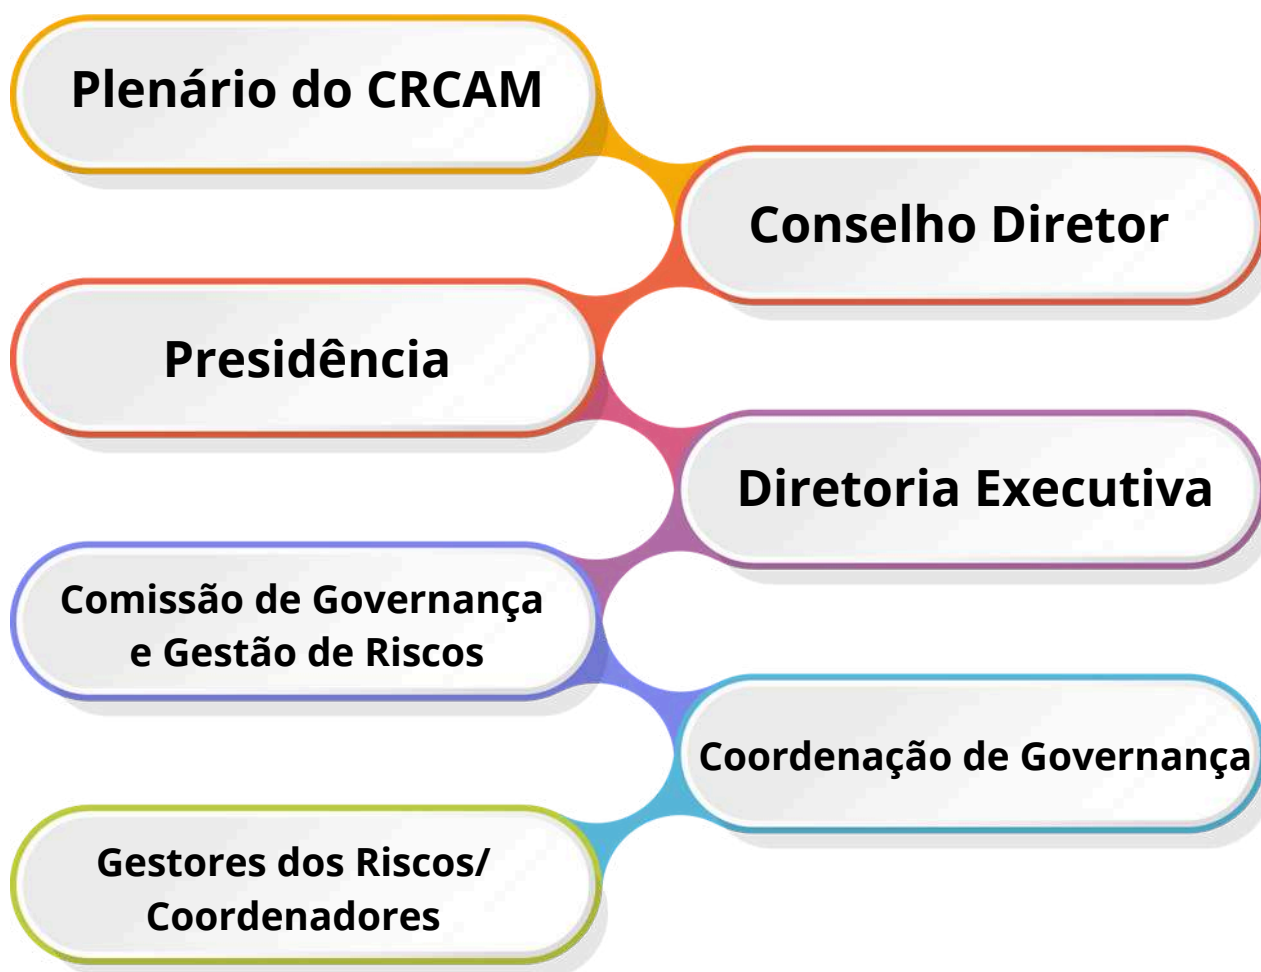 Plenário do CRCAM
Conselho Diretor
Presidência
Diretoria Executiva
Comissão de Governança
e Gestão de Riscos
Coordenação de Governança
Gestores dos Riscos/
Coordenadores